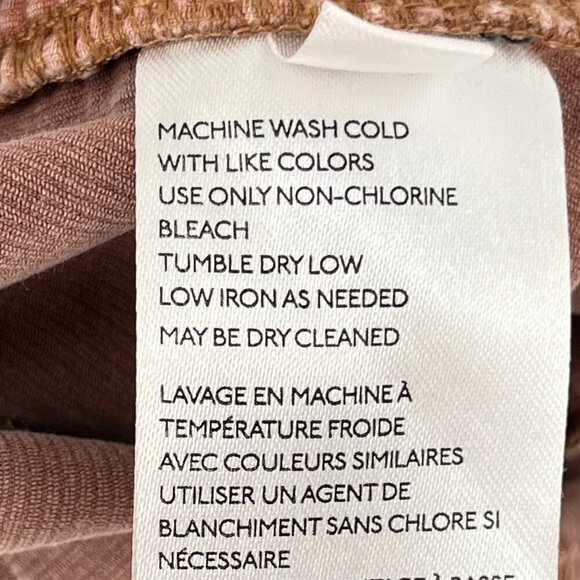 MACHINE WASH COLD
WITH LIKE COLORS
USE ONLY NON-CHLORINE
BLEACH
TUMBLE DRY LOW
LOW IRON AS NEEDED
MAY BE DRY CLEANED
LAVAGE EN MACHINE À
TEMPÉRATURE FROIDE
AVEC COULEURS SIMILAIRES
UTILISER UN AGENT DE
BLANCHIMENT SANS CHLORE SI
NÉCESSAIRE